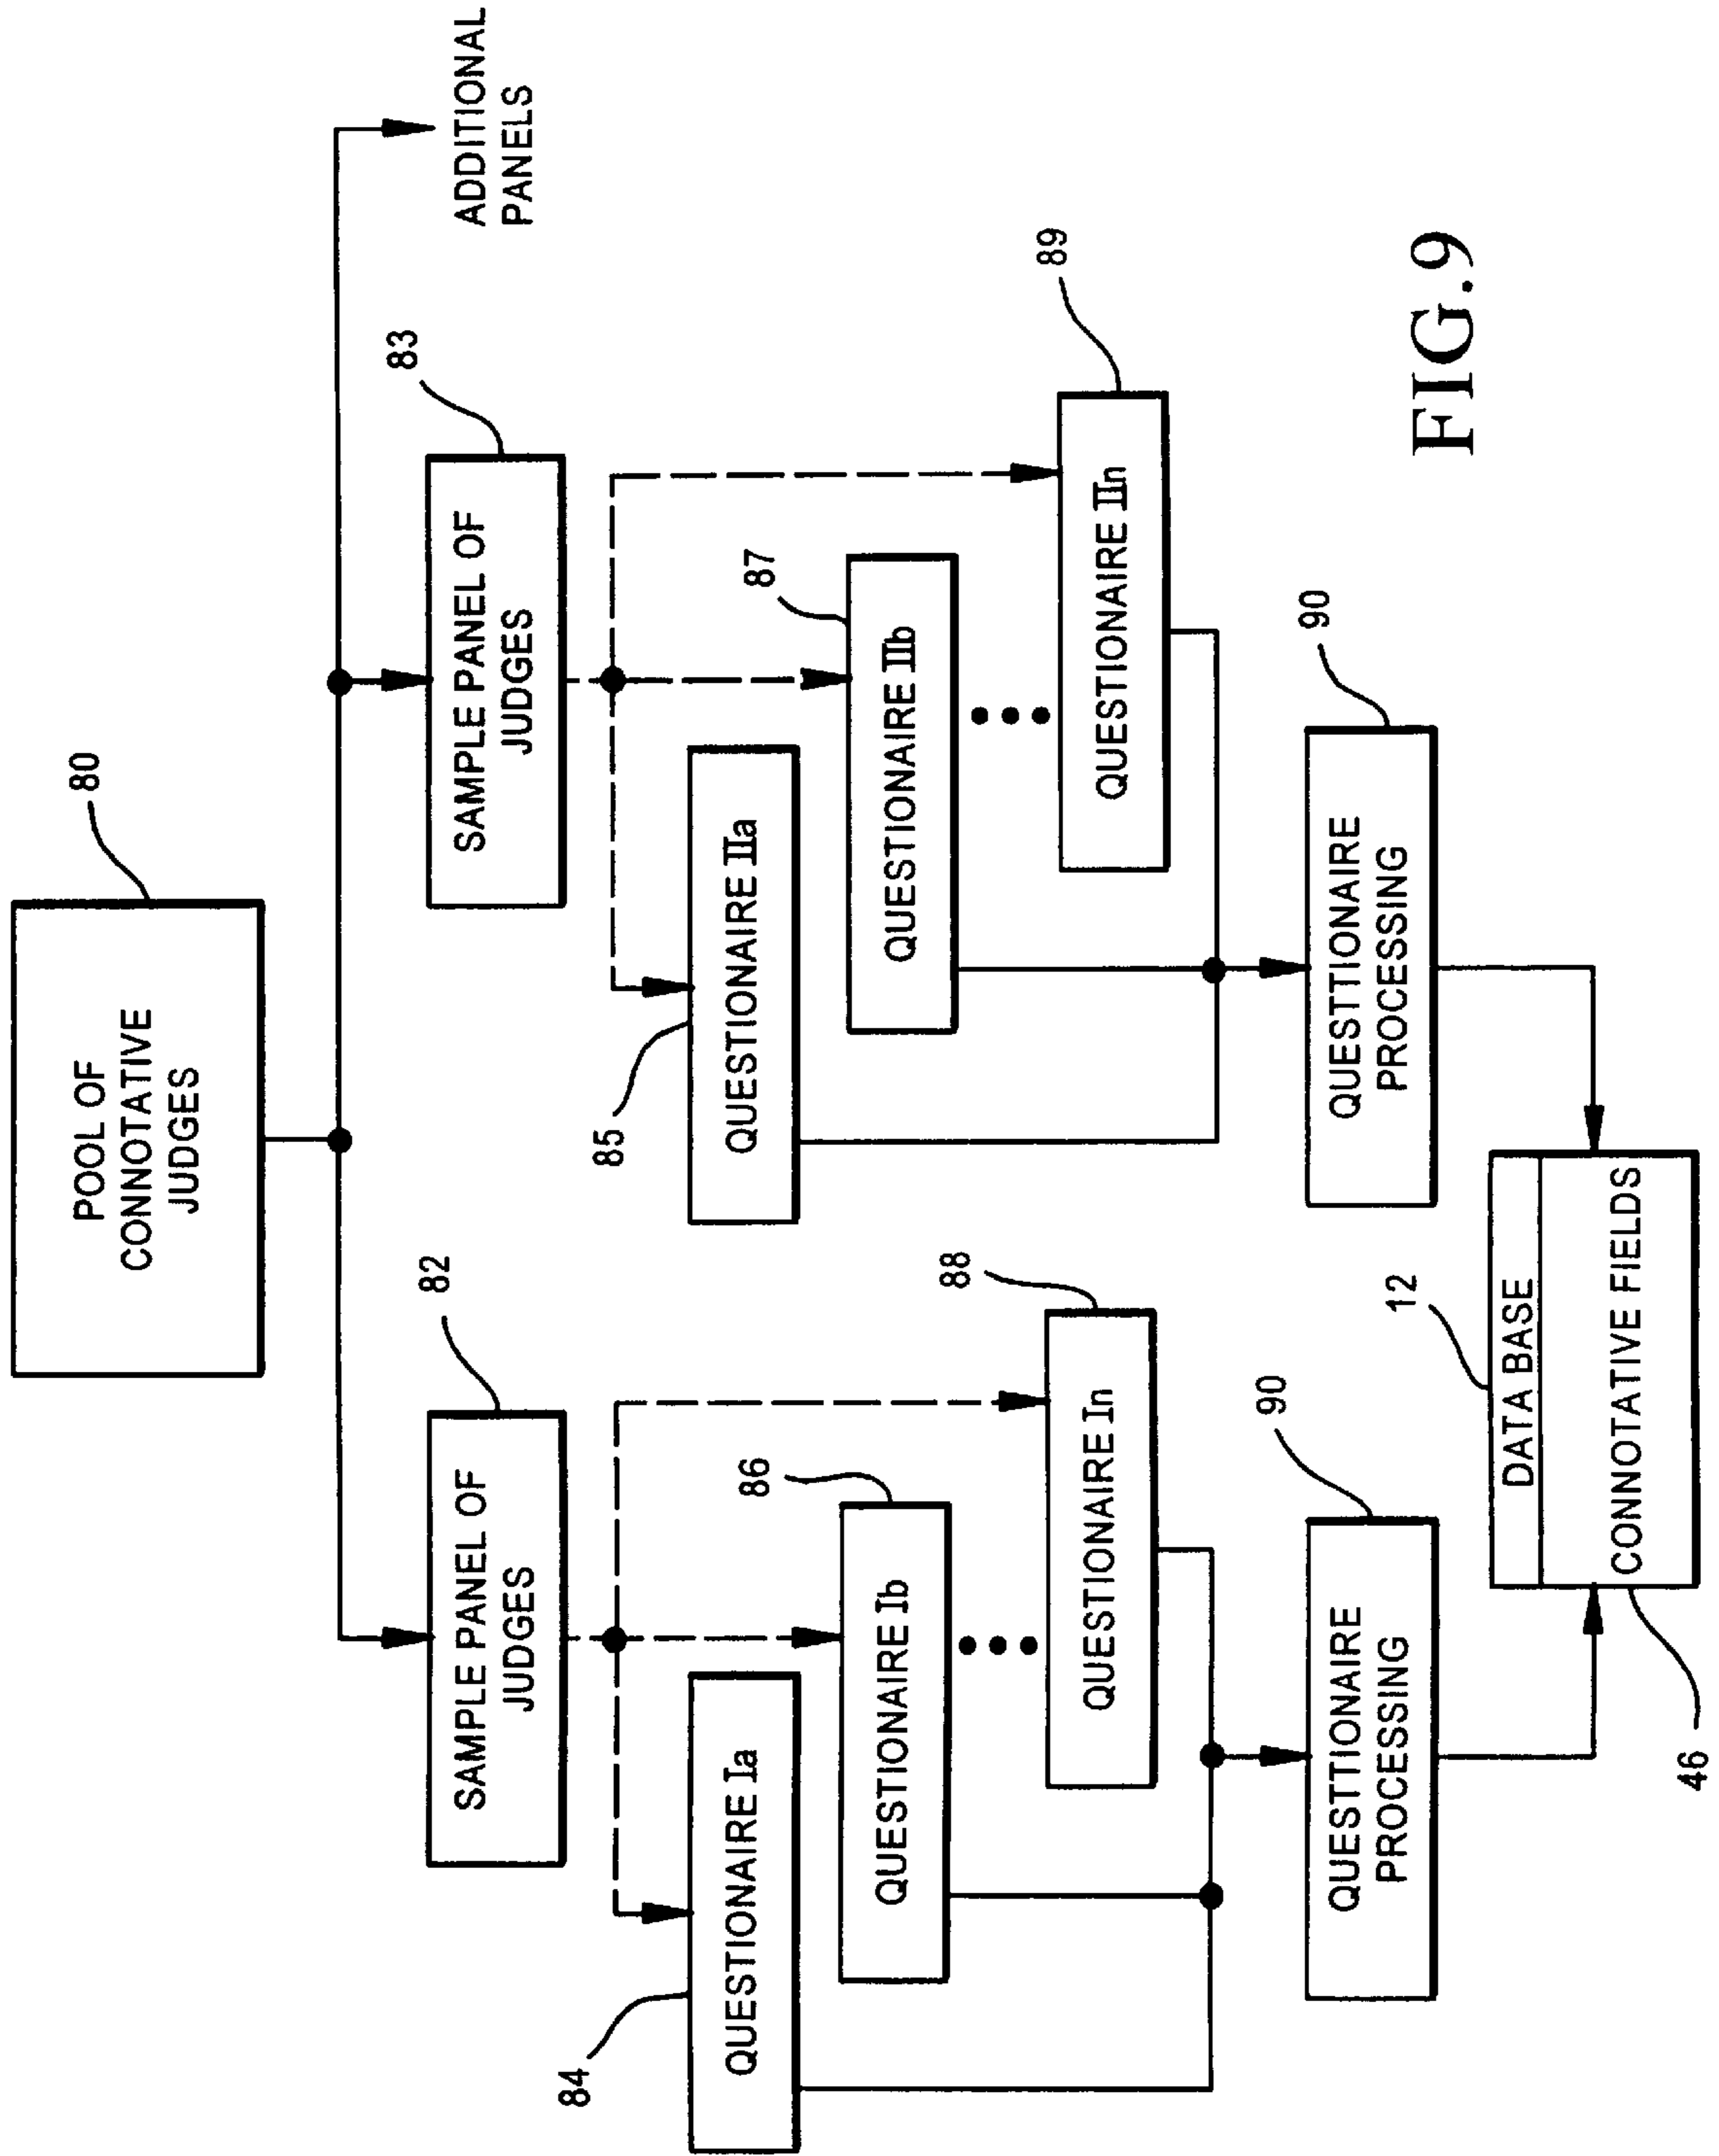 80
POOL OF
CONNOTATIVE
JUDGES
82
SAMPLE PANEL OF
JUDGES
83
SAMPLE PANEL OF
JUDGES
ADDITIONAL
PANELS
84
QUESTIONAIRE Ia
86
QUESTIONAIRE Ib
88
QUESTIONAIRE In
85
QUESTIONAIRE IIa
87
QUESTIONAIRE IIb
89
QUESTIONAIRE IIn
90
QUESTTIONAIRE
PROCESSING
90
QUESTTIONAIRE
PROCESSING
12
DATA BASE
CONNOTATIVE FIELDS
46
FIG.9